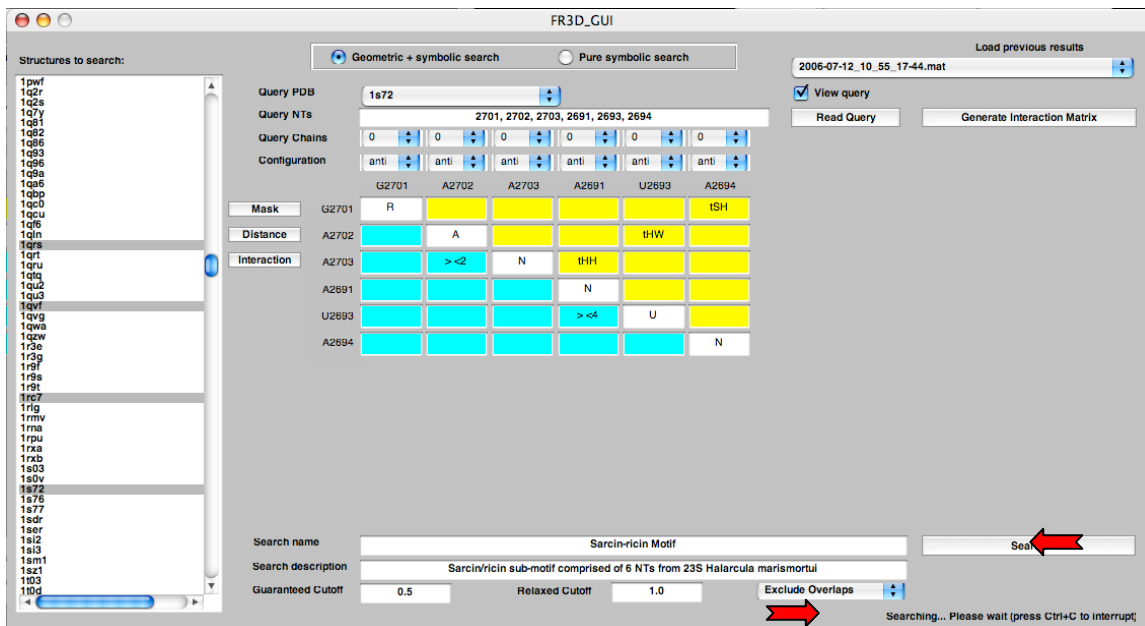 FR3D_GUI
Structures to search:
1pwf
1q2r
1q2s
1q7y
1q81
1q82
1q86
1q93
1q96
1q9a
1qa6
1qbp
1qc0
1qcu
1qf6
1qln
1qrs
1qrt
1qru
1qtq
1qu2
1qu3
1qvf
1qvg
1qwa
1qzw
1r3e
1r3g
1r9f
1r9s
1r9t
1rc7
1rlg
1rmv
1rna
1rpu
1rxa
1rxb
1s03
1s0v
1s72
1s76
1s77
1sdr
1ser
1si2
1si3
1sm1
1sz1
1t03
1t0d
Geometric + symbolic search Pure symbolic search
Query PDB 1s72
Query NTs 2701, 2702, 2703, 2691, 2693, 2694
Query Chains 0 0 0 0 0 0
Configuration anti anti anti anti anti anti
G2701 A2702 A2703 A2691 U2693 A2694
Mask G2701 R tSH
Distance A2702 A tHW
Interaction A2703 > <2 N tHH
A2691 N
U2693 > <4 U
A2694 N
Load previous results
2006-07-12_10_55_17-44.mat
View query
Read Query Generate Interaction Matrix
Search name Sarcin-ricin Motif
Search description Sarcin/ricin sub-motif comprised of 6 NTs from 23S Halarcula marismortui
Guaranteed Cutoff 0.5 Relaxed Cutoff 1.0 Exclude Overlaps
Searching... Please wait (press Ctrl+C to interrupt)